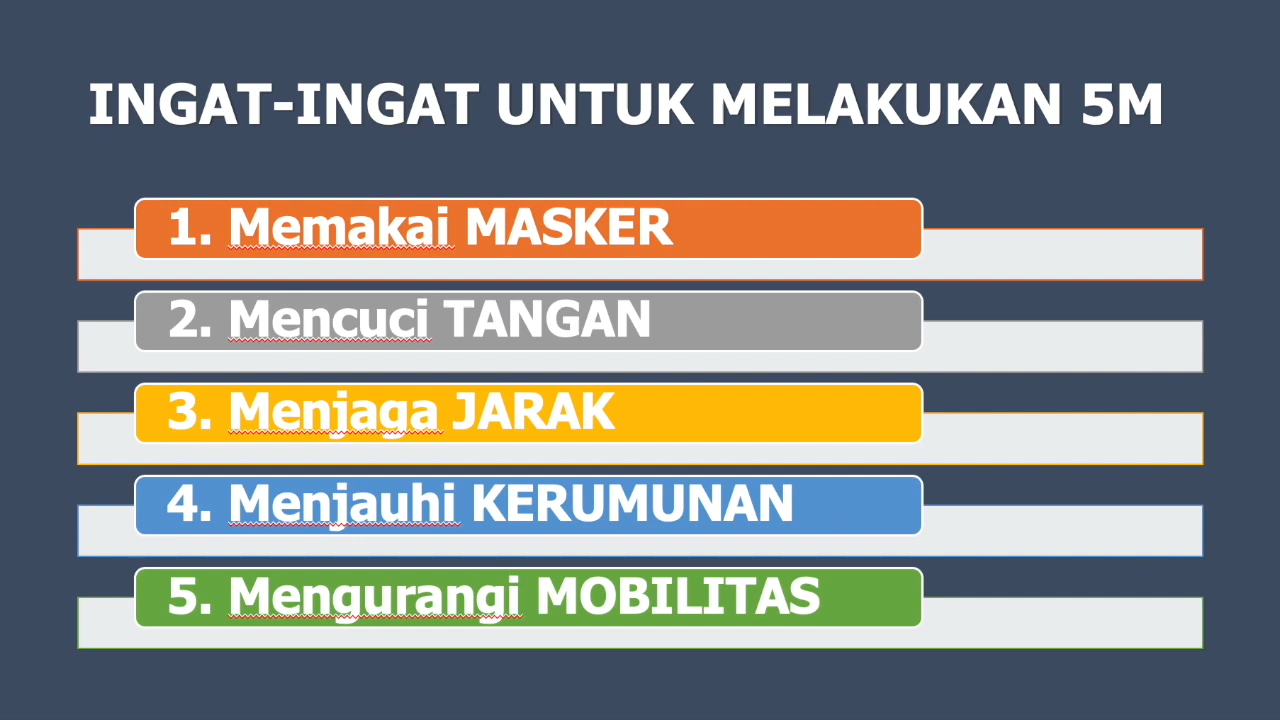 INGAT-INGAT UNTUK MELAKUKAN 5M
1. Memakai MASKER
2. Mencuci TANGAN
3. Menjaga JARAK
4. Menjauhi KERUMUNAN
5. Mengurangi MOBILITAS